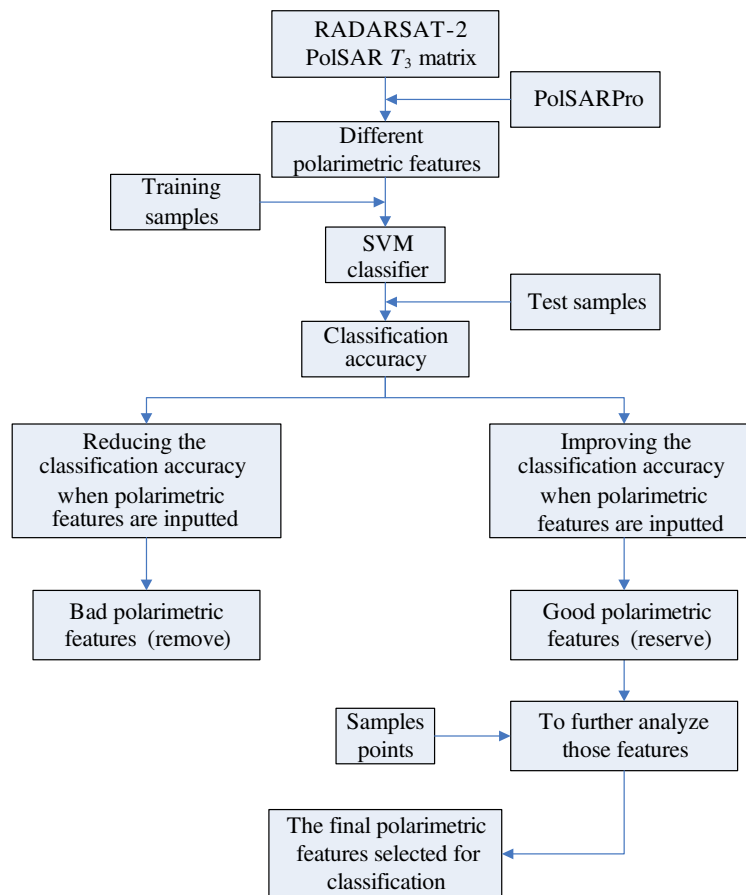 RADARSAT-2
PolSAR T3 matrix
PolSARPro
Different
polarimetric features
Training
samples
SVM
classifier
Test samples
Classification
accuracy
Reducing the
classification accuracy
when polarimetric
features are inputted
Improving the
classification accuracy
when polarimetric
features are inputted
Bad polarimetric
features (remove)
Good polarimetric
features (reserve)
Samples
points
To further analyze
those features
The final polarimetric
features selected for
classification